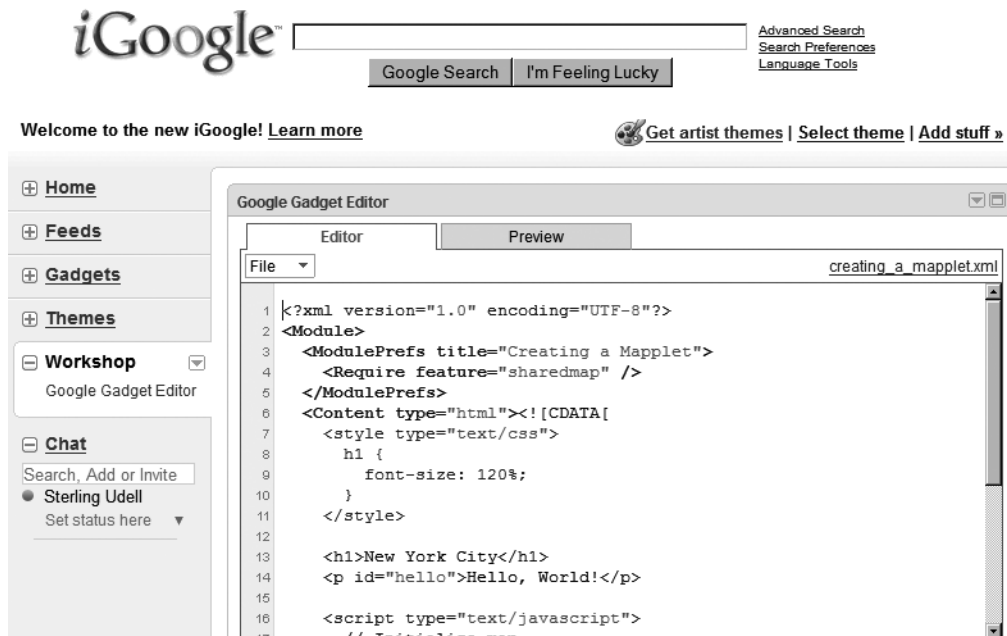 iGoogle™
Advanced Search
Search Preferences
Language Tools
Google Search
I'm Feeling Lucky
Welcome to the new iGoogle! Learn more
Get artist themes | Select theme | Add stuff »
Home
Feeds
Gadgets
Themes
Workshop
Google Gadget Editor
Chat
Search, Add or Invite
Sterling Udell
Set status here
Google Gadget Editor
Editor
Preview
File
creating_a_mapplet.xml
1 <?xml version="1.0" encoding="UTF-8"?>
2 <Module>
3 <ModulePrefs title="Creating a Mapplet">
4 <Require feature="sharedmap" />
5 </ModulePrefs>
6 <Content type="html"><![CDATA[
7 <style type="text/css">
8 h1 {
9 font-size: 120%;
10 }
11 </style>
12
13 <h1>New York City</h1>
14 <p id="hello">Hello, World!</p>
15
16 <script type="text/javascript">